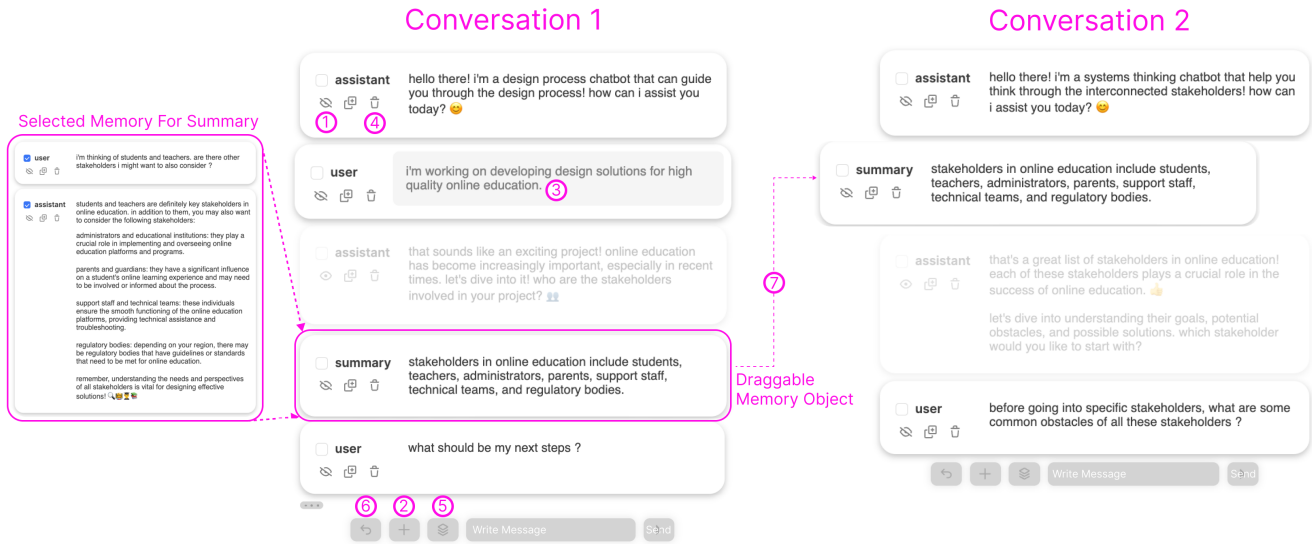 Conversation 1
Conversation 2
Selected Memory For Summary
user
i'm thinking of students and teachers. are there other
stakeholders i might want to also consider ?
assistant
students and teachers are definitely key stakeholders in
online education. in addition to them, you may also want
to consider the following stakeholders:
administrators and educational institutions: they play a
crucial role in implementing and overseeing online
education platforms and programs.
parents and guardians: they have a significant influence
on a student's online learning experience and may need
to be involved or informed about the process.
support staff and technical teams: these individuals
ensure the smooth functioning of the online education
platforms, providing technical assistance and
troubleshooting.
regulatory bodies: depending on your region, there may
be regulatory bodies that have guidelines or standards
that need to be met for online education.
remember, understanding the needs and perspectives
of all stakeholders is vital for designing effective
solutions!
assistant
hello there! i'm a design process chatbot that can guide
you through the design process! how can i assist you
today? 😊
1
4
user
i'm working on developing design solutions for high
quality online education.
3
assistant
that sounds like an exciting project! online education
has become increasingly important, especially in recent
times. let's dive into it! who are the stakeholders
involved in your project? 👥
summary
stakeholders in online education include students,
teachers, administrators, parents, support staff,
technical teams, and regulatory bodies.
user
what should be my next steps ?
6
2
5
Write Message
Send
7
Draggable
Memory Object
assistant
hello there! i'm a systems thinking chatbot that help you
think through the interconnected stakeholders! how can
i assist you today? 😊
summary
stakeholders in online education include students,
teachers, administrators, parents, support staff,
technical teams, and regulatory bodies.
assistant
that's a great list of stakeholders in online education!
each of these stakeholders plays a crucial role in the
success of online education. 👍
let's dive into understanding their goals, potential
obstacles, and possible solutions. which stakeholder
would you like to start with?
user
before going into specific stakeholders, what are some
common obstacles of all these stakeholders ?
Write Message
Send